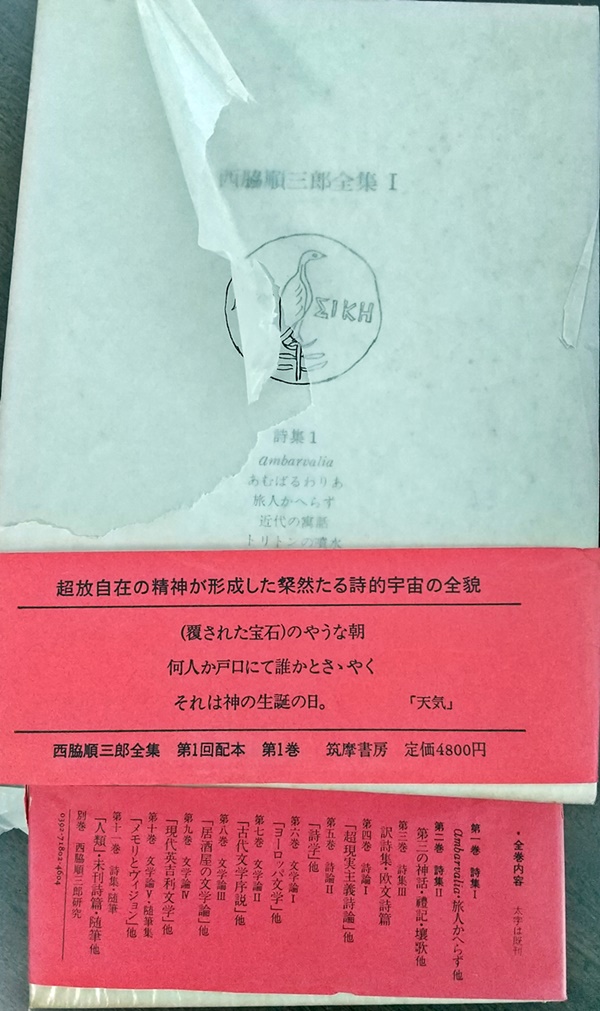 西脇順三郎全集 I
ΣΙΚΗ
詩集1
Ambarvalia
あむばるわりあ
旅人かへらず
近代の寓話
トリトンの噴水
超放自在の精神が形成した粲然たる詩的宇宙の全貌
(覆された宝石)のやうな朝
何人か戸口にて誰かとさゝやく
それは神の生誕の日。 「天気」
西脇順三郎全集 第1回配本 第1巻 筑摩書房 定価4800円
・全巻内容 太字は既刊
第一巻 詩集I
Ambarvalia・旅人かへらず 他
第二巻 詩集II
第三の神話・禮記・壤歌 他
第三巻 詩集III
訳詩集・欧文詩篇
第四巻 詩論I
「超現実主義詩論」他
第五巻 詩論II
「詩学」他
第六巻 文学論I
「ヨーロッパ文学」他
第七巻 文学論II
「古代文学序説」他
第八巻 文学論III
「居酒屋の文学論」他
第九巻 文学論IV
「現代英吉利文学」他
第十巻 文学論V・随筆集
「メモリとヴィジョン」他
第十一巻 詩集・随筆
「人類」・未刊詩篇・随筆 他
別巻 西脇順三郎研究
0392-71802-4604